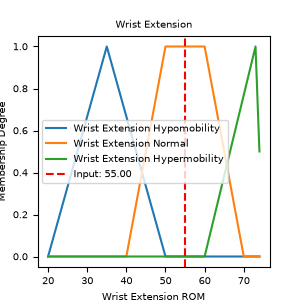 Wrist Extension
1.0
0.8
0.6
0.4
0.2
0.0
Membership Degree
Wrist Extension Hypomobility
Wrist Extension Normal
Wrist Extension Hypermobility
Input: 55.00
20 30 40 50 60 70
Wrist Extension ROM